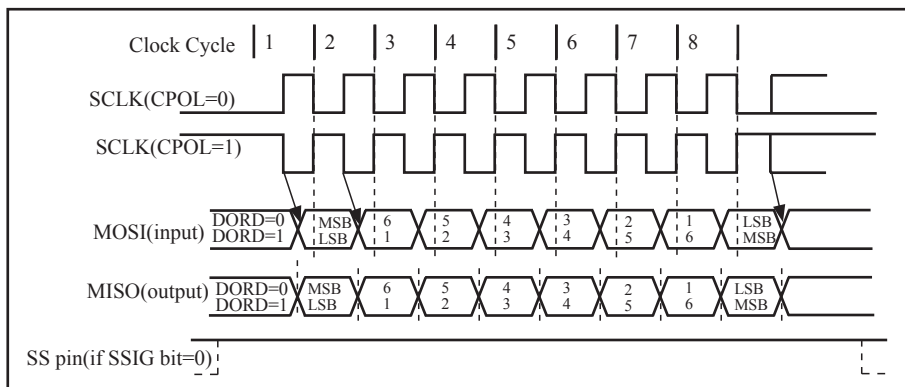 Clock Cycle 1 2 3 4 5 6 7 8
SCLK(CPOL=0)
SCLK(CPOL=1)
MOSI(input) DORD=0 MSB 6 5 4 3 2 1 LSB
DORD=1 LSB 1 2 3 4 5 6 MSB
MISO(output) DORD=0 MSB 6 5 4 3 2 1 LSB
DORD=1 LSB 1 2 3 4 5 6 MSB
SS pin(if SSIG bit=0)